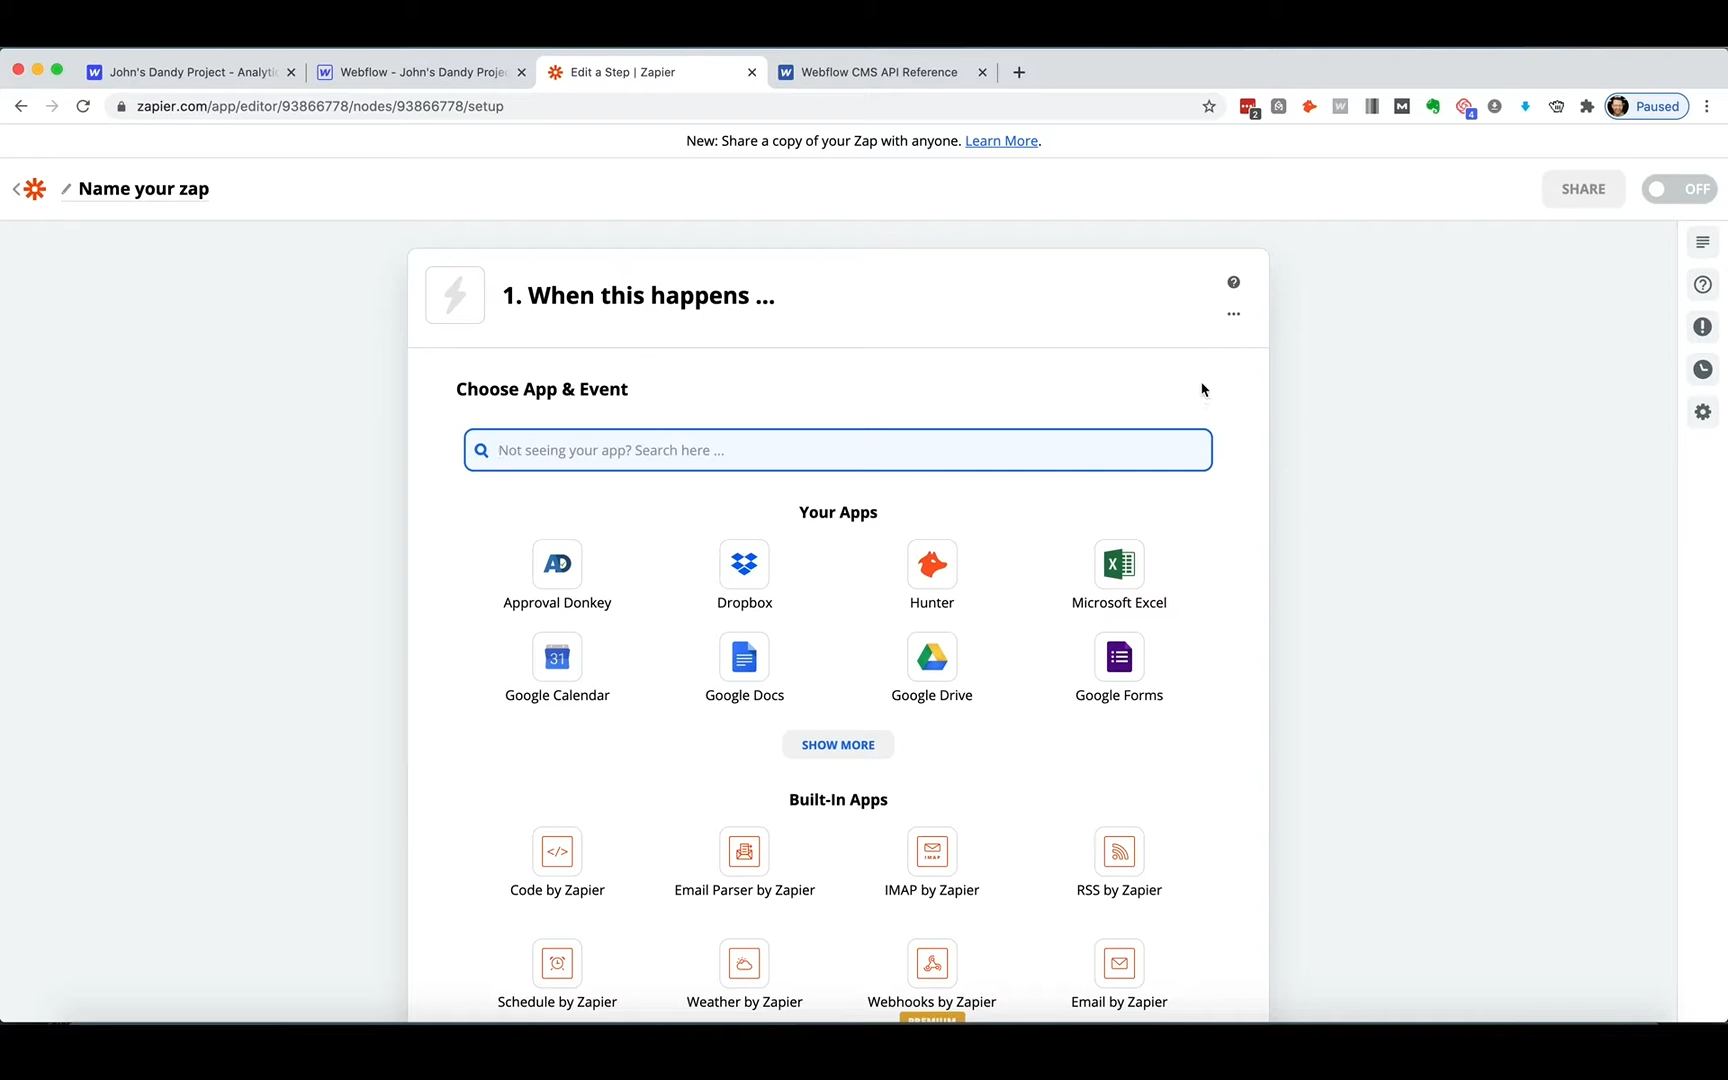 John's Dandy Project - Analytic
Webflow - John's Dandy Projec
Edit a Step | Zapier
Webflow CMS API Reference
zapier.com/app/editor/93866778/nodes/93866778/setup
2
4
Paused
New: Share a copy of your Zap with anyone. Learn More.
Name your zap
SHARE
OFF
1. When this happens ...
Choose App & Event
Not seeing your app? Search here ...
Your Apps
Approval Donkey
Dropbox
Hunter
Microsoft Excel
31
Google Calendar
Google Docs
Google Drive
Google Forms
SHOW MORE
Built-In Apps
IMAP
Code by Zapier
Email Parser by Zapier
IMAP by Zapier
RSS by Zapier
Schedule by Zapier
Weather by Zapier
Webhooks by Zapier
Email by Zapier
PREMIUM